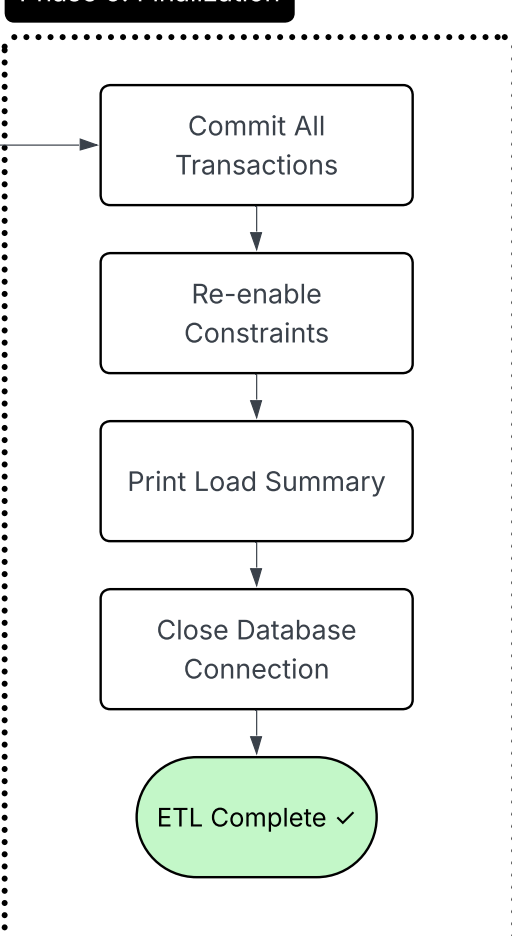 Commit All
Transactions
Re-enable
Constraints
Print Load Summary
Close Database
Connection
ETL Complete ✓